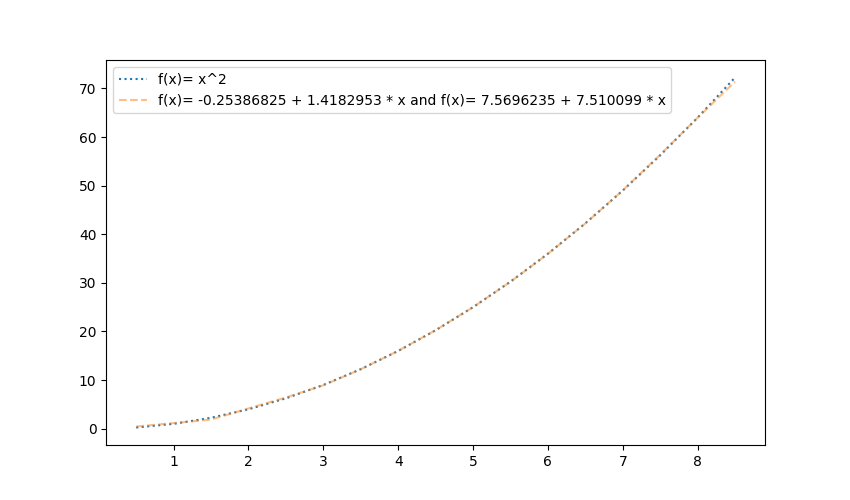 f(x)= x^2
f(x)= -0.25386825 + 1.4182953 * x and f(x)= 7.5696235 + 7.510099 * x
70
60
50
40
30
20
10
0
1 2 3 4 5 6 7 8